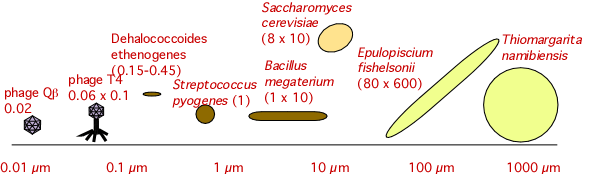 phage Qβ
0.02
phage T4
0.06 x 0.1
Dehalococcoides
ethenogenes
(0.15-0.45)
Streptococcus
pyogenes (1)
Saccharomyces
cerevisiae
(8 x 10)
Bacillus
megaterium
(1 x 10)
Epulopiscium
fishelsonii
(80 x 600)
Thiomargarita
namibiensis
0.01 µm
0.1 µm
1 µm
10 µm
100 µm
1000 µm